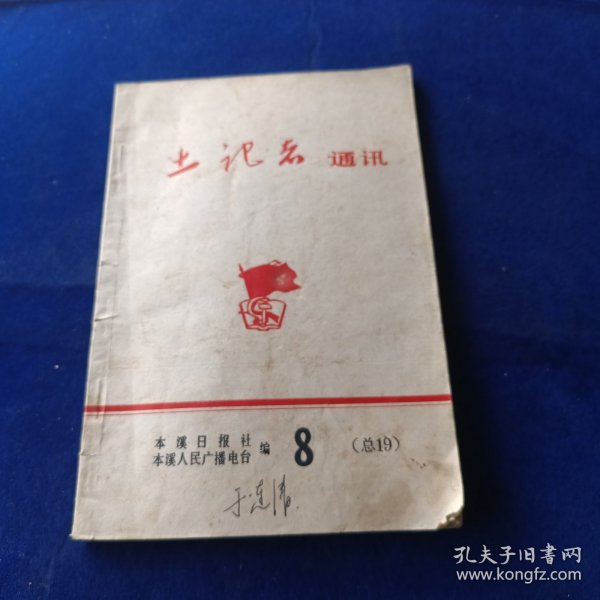 土记者 通讯
本溪日报社
本溪人民广播电台
编
8
(总19)
孔夫子旧书网
www.kongfz.com